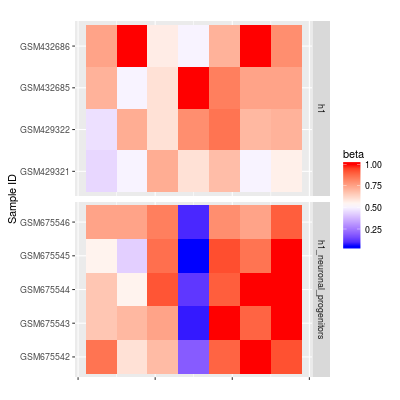 Sample ID
GSM432686
GSM432685
GSM429322
GSM429321
h1
GSM675546
GSM675545
GSM675544
GSM675543
GSM675542
h1_neuronal_progenitors
beta
1.00
0.75
0.50
0.25